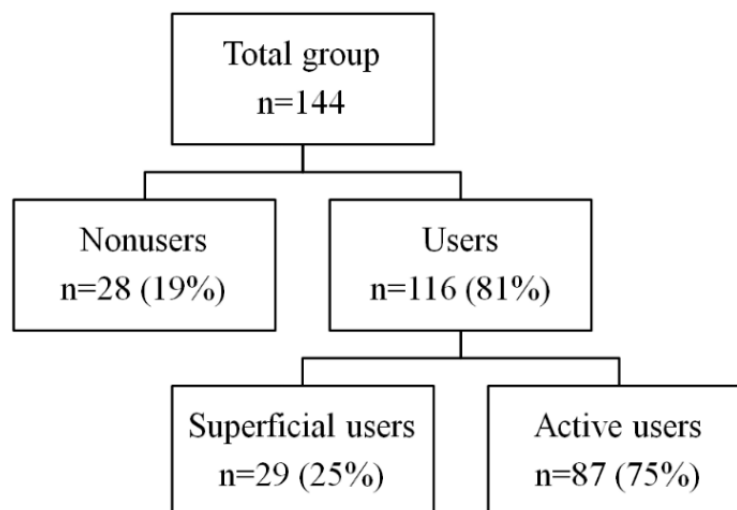 Total group
n=144
Nonusers
n=28 (19%)
Users
n=116 (81%)
Superficial users
n=29 (25%)
Active users
n=87 (75%)